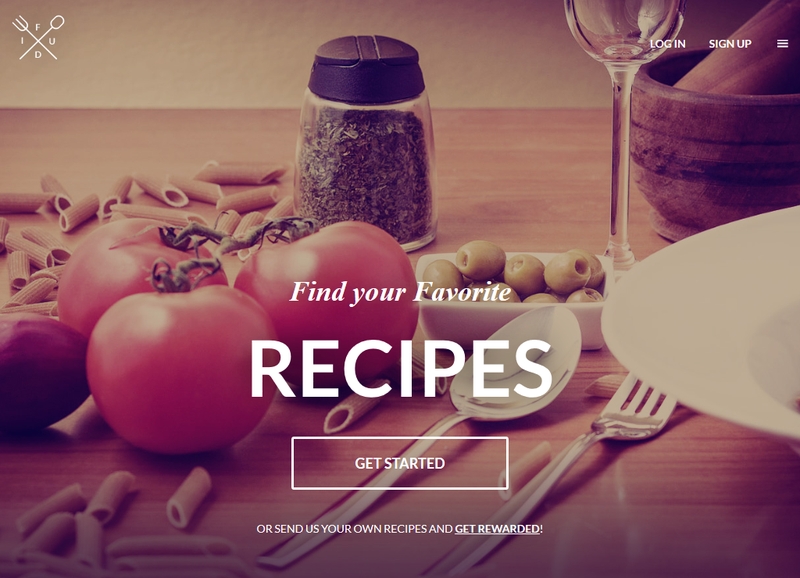 F
I U
D
LOG IN SIGN UP
Find your Favorite
RECIPES
GET STARTED
OR SEND US YOUR OWN RECIPES AND GET REWARDED!